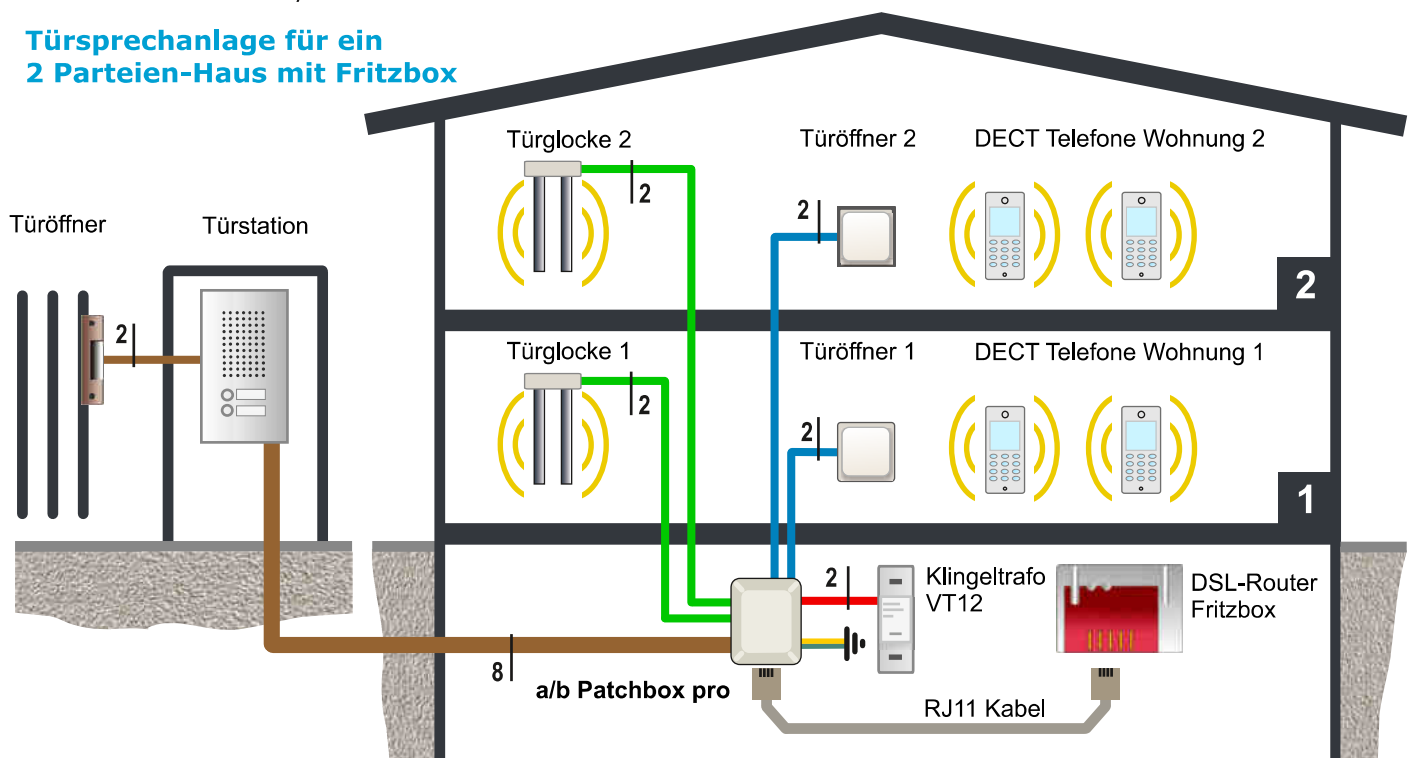 Türsprechanlage für ein
2 Parteien-Haus mit Fritzbox
Türglocke 2
Türöffner 2
DECT Telefone Wohnung 2
2
2
Türöffner
Türstation
2
2
Türglocke 1
Türöffner 1
DECT Telefone Wohnung 1
2
2
1
2
Klingeltrafo
VT12
DSL-Router
Fritzbox
8
a/b Patchbox pro
RJ11 Kabel